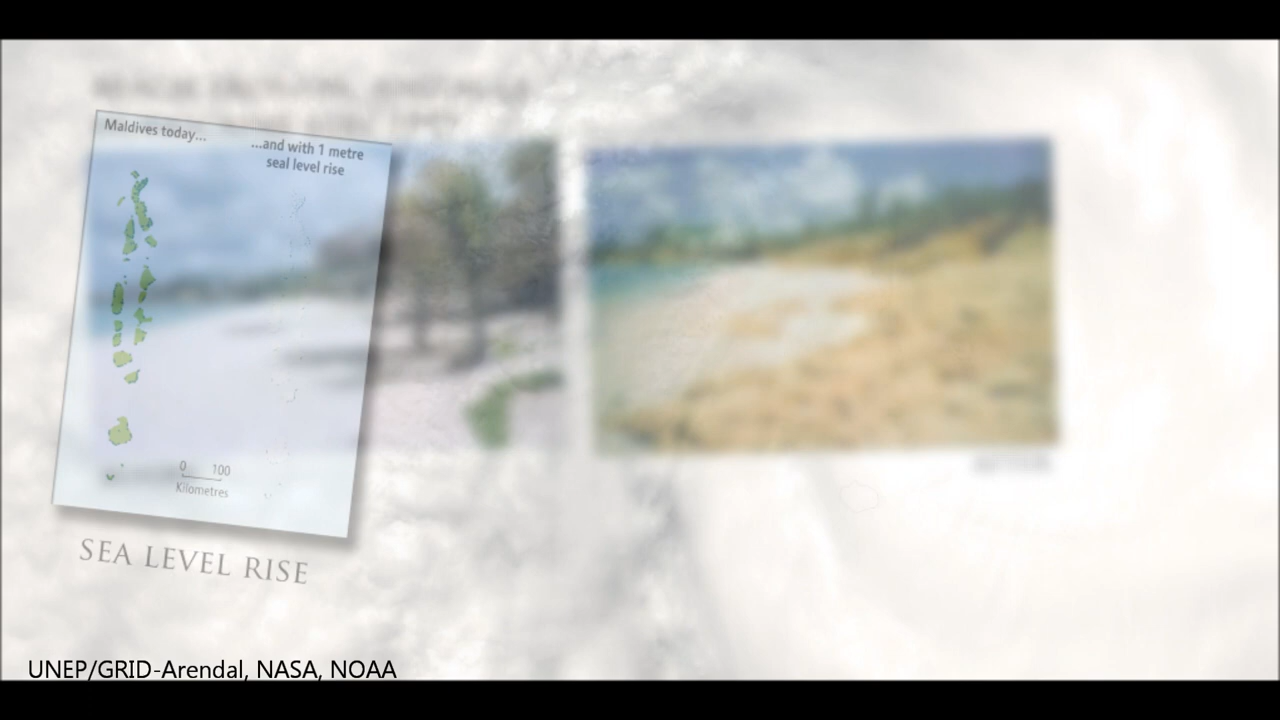 Maldives today...
...and with 1 metre
seal level rise
0 100
Kilometres
SEA LEVEL RISE
UNEP/GRID-Arendal, NASA, NOAA